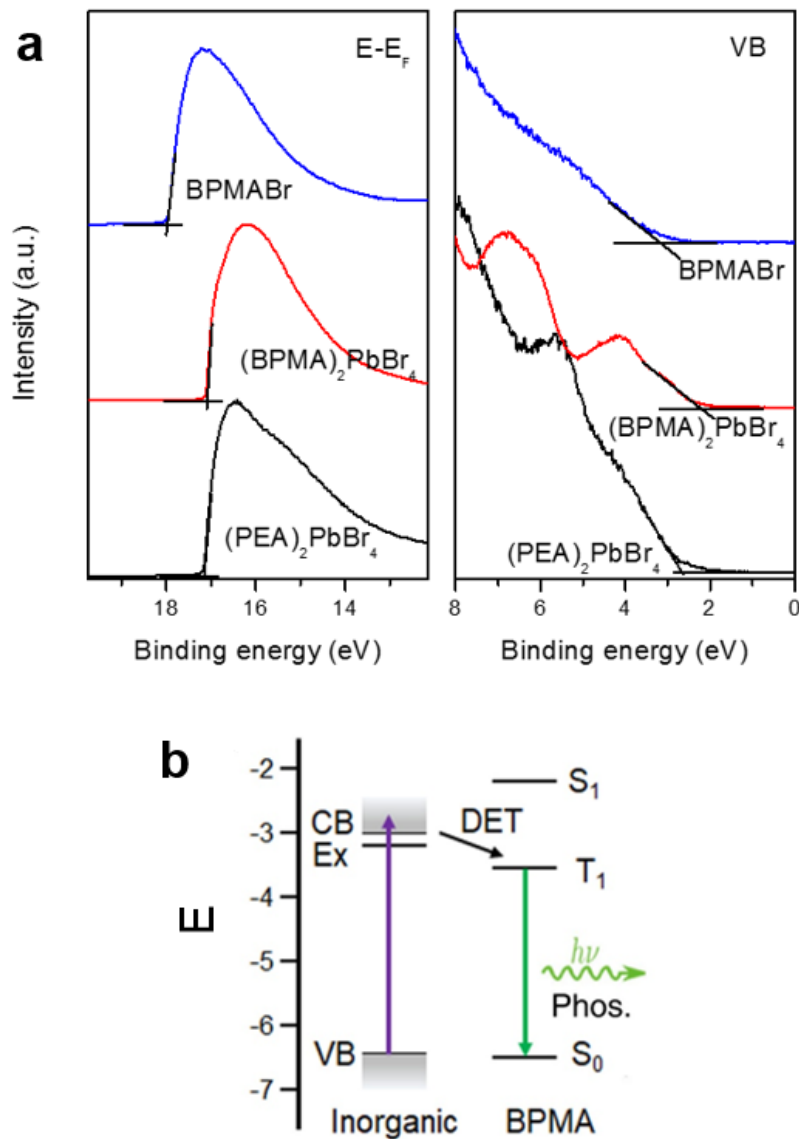 a
E-E_F
VB
BPMABr
BPMABr
(BPMA)₂PbBr₄
(BPMA)₂PbBr₄
(PEA)₂PbBr₄
(PEA)₂PbBr₄
Intensity (a.u.)
18 16 14
8 6 4 2 0
Binding energy (eV)
Binding energy (eV)
b
-2
-3
-4
-5
-6
-7
E
CB
Ex
VB
DET
S₁
T₁
hν
Phos.
S₀
Inorganic
BPMA